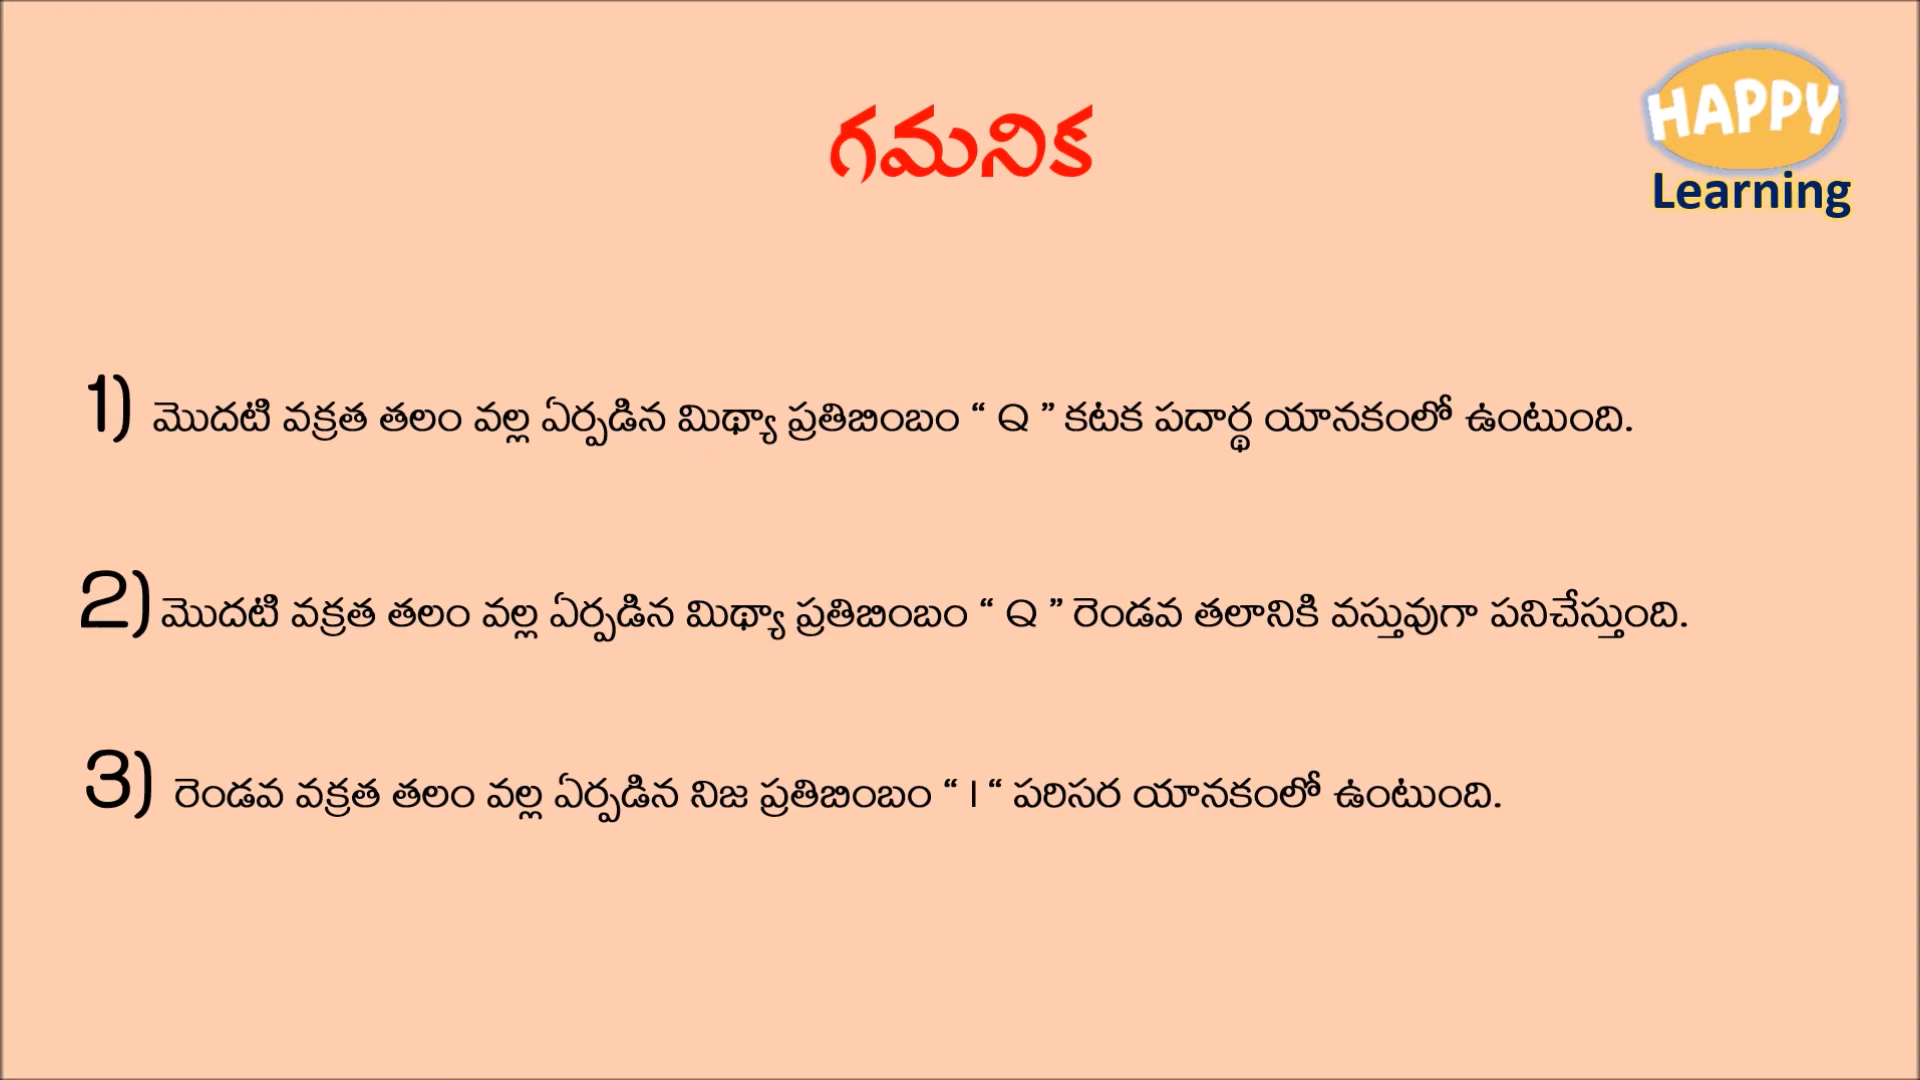 HAPPY
Learning
గమనిక
1) మొదటి వక్రత తలం వల్ల ఏర్పడిన మిథ్యా ప్రతిబింబం “ Q ” కటక పదార్థ యానకంలో ఉంటుంది.
2) మొదటి వక్రత తలం వల్ల ఏర్పడిన మిథ్యా ప్రతిబింబం “ Q ” రెండవ తలానికి వస్తువుగా పనిచేస్తుంది.
3) రెండవ వక్రత తలం వల్ల ఏర్పడిన నిజ ప్రతిబింబం “ I “ పరిసర యానకంలో ఉంటుంది.